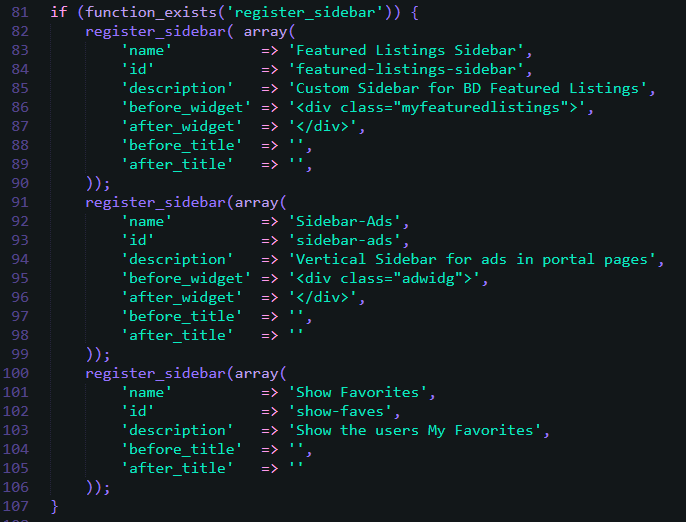 81 if (function_exists('register_sidebar')) {
82     register_sidebar( array(
83         'name'          => 'Featured Listings Sidebar',
84         'id'            => 'featured-listings-sidebar',
85         'description'   => 'Custom Sidebar for BD Featured Listings',
86         'before_widget' => '<div class="myfeaturedlistings">',
87         'after_widget'  => '</div>',
88         'before_title'  => '',
89         'after_title'   => '',
90     ));
91     register_sidebar(array(
92         'name'          => 'Sidebar-Ads',
93         'id'            => 'sidebar-ads',
94         'description'   => 'Vertical Sidebar for ads in portal pages',
95         'before_widget' => '<div class="adwidg">',
96         'after_widget'  => '</div>',
97         'before_title'  => '',
98         'after_title'   => ''
99     ));
100     register_sidebar(array(
101         'name'          => 'Show Favorites',
102         'id'            => 'show-faves',
103         'description'   => 'Show the users My Favorites',
104         'before_title'  => '',
105         'after_title'   => ''
106     ));
107 }